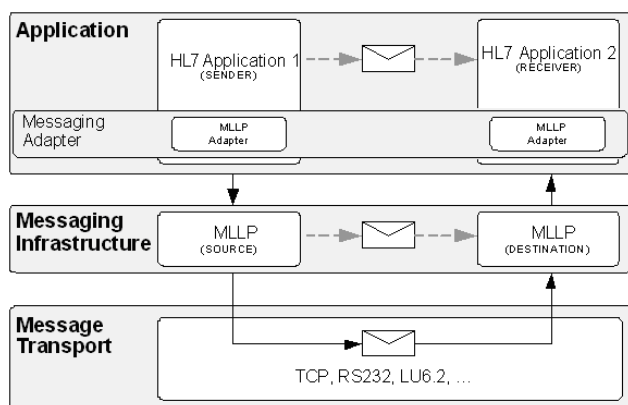 Application
HL7 Application 1
(SENDER)
HL7 Application 2
(RECEIVER)
Messaging
Adapter
MLLP
Adapter
MLLP
Adapter
Messaging
Infrastructure
MLLP
(SOURCE)
MLLP
(DESTINATION)
Message
Transport
TCP, RS232, LU6.2, ...